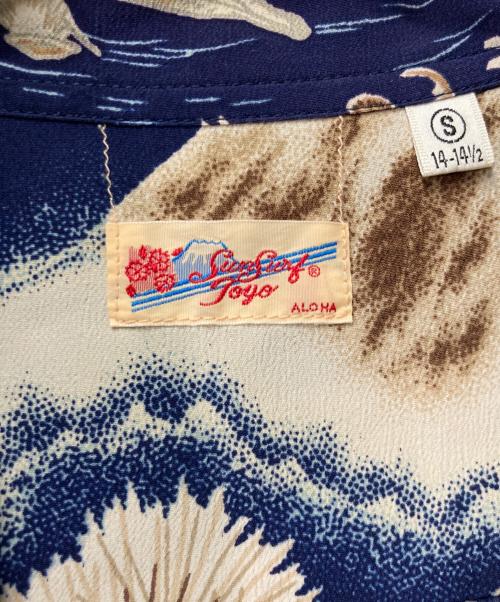 S
14-14½
SunSurf®
Toyo
ALOHA